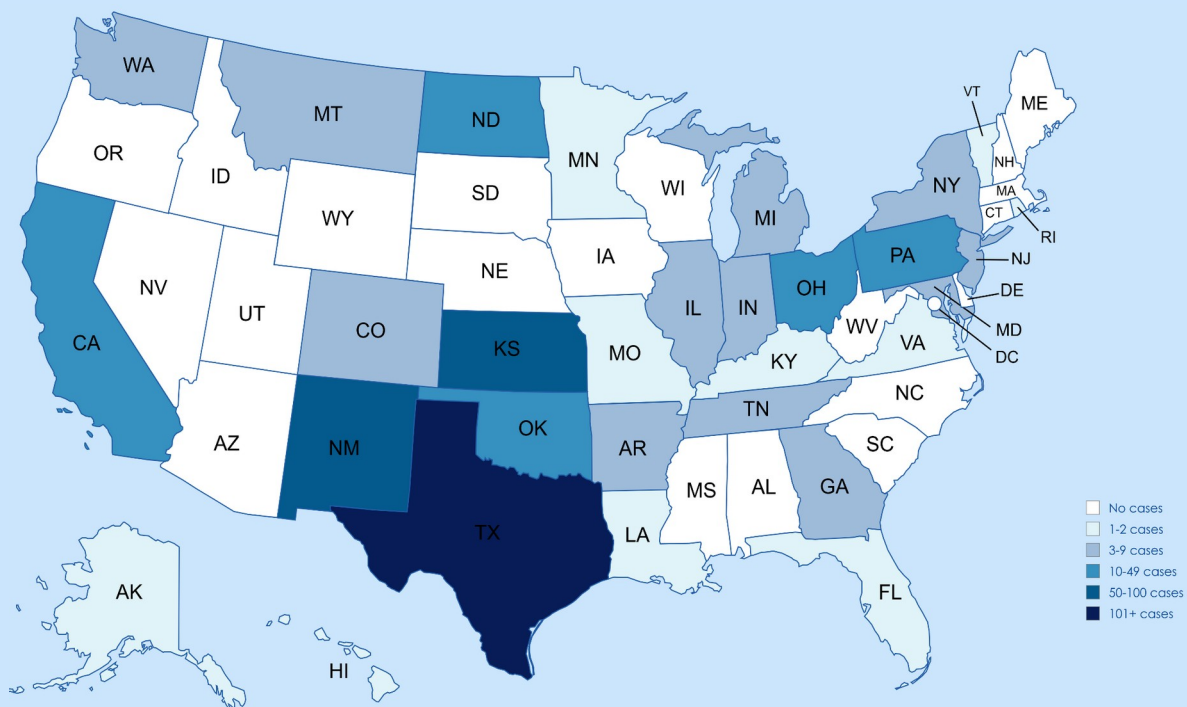 WA
MT
ND
MN
VT
ME
OR
ID
SD
WI
MI
NY
NH
MA
CT
RI
WY
IA
PA
NJ
NE
NV
UT
CO
IL
IN
OH
DE
MD
DC
WV
VA
CA
KS
MO
KY
AZ
NM
OK
AR
TN
NC
SC
TX
LA
MS
AL
GA
FL
AK
HI
No cases
1-2 cases
3-9 cases
10-49 cases
50-100 cases
101+ cases